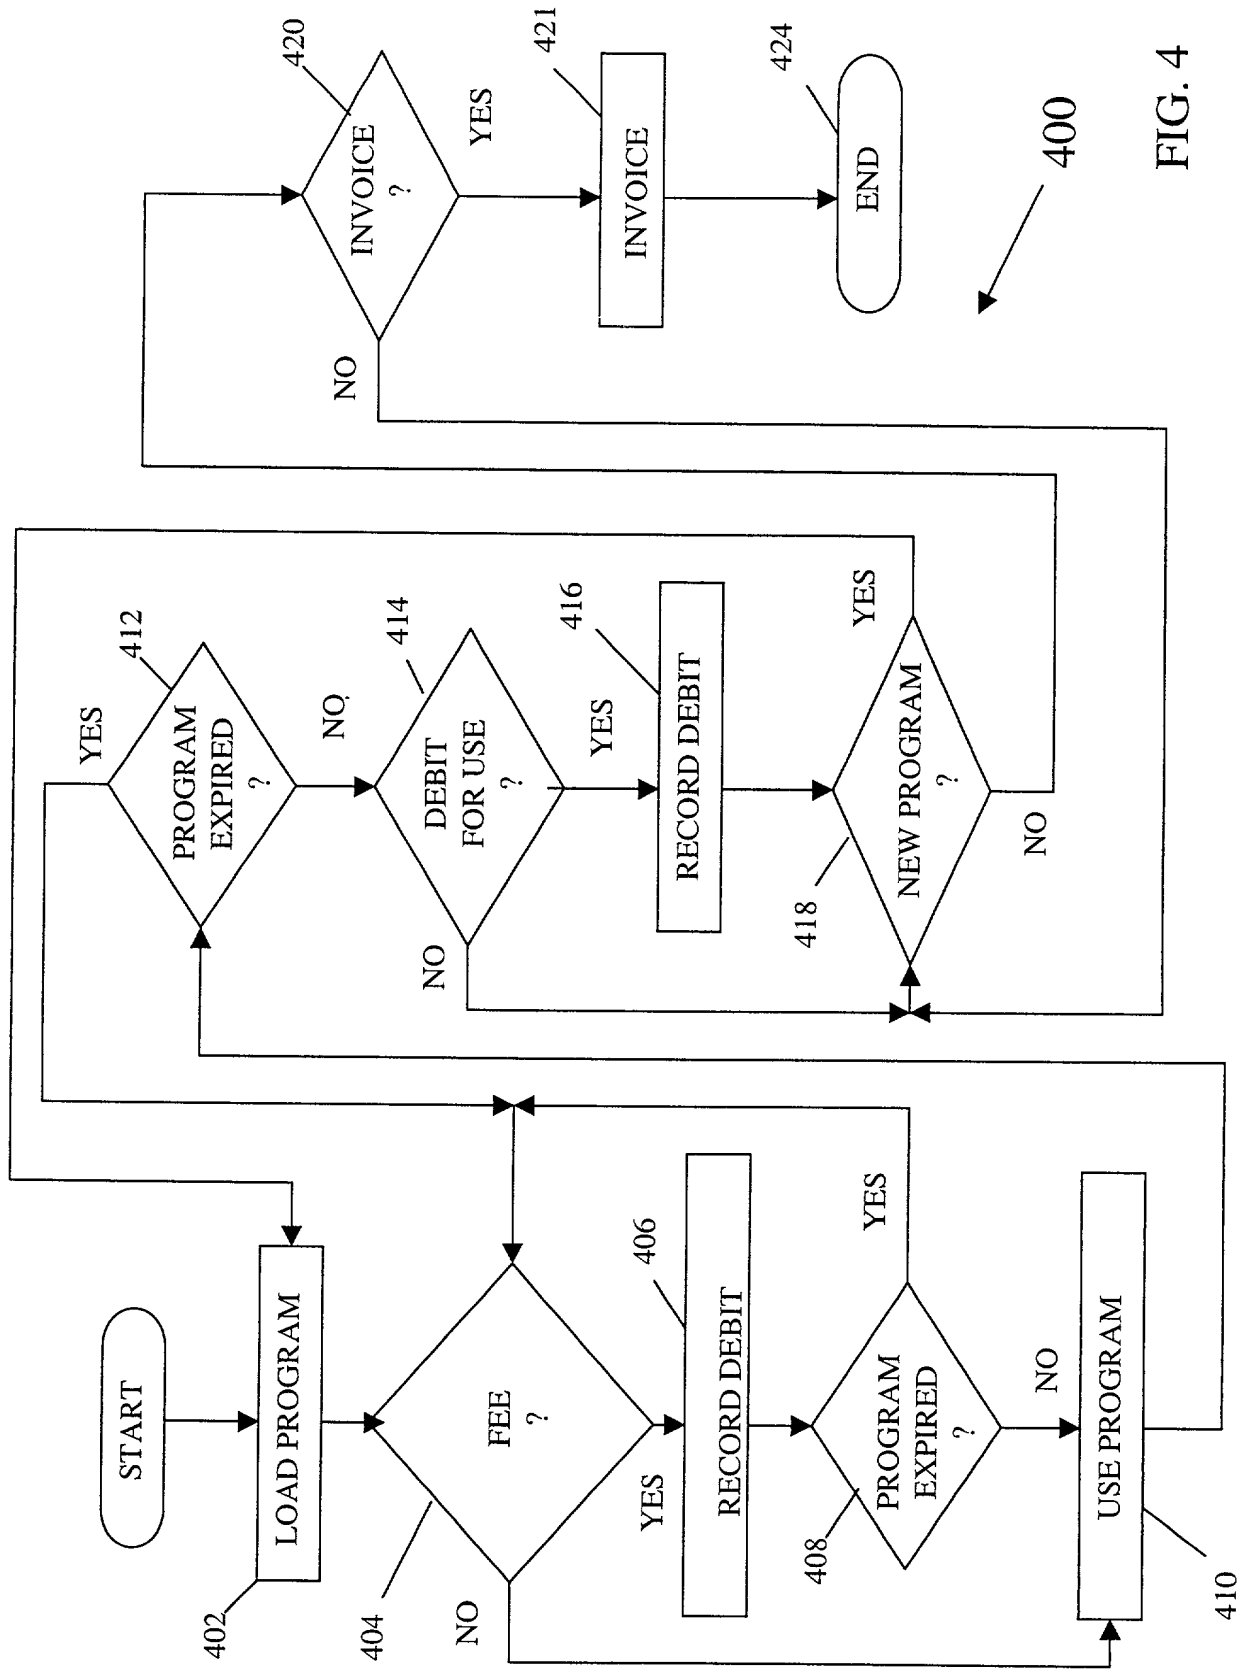 START
402
LOAD PROGRAM
404
FEE
?
NO
YES
406
RECORD DEBIT
408
PROGRAM
EXPIRED
?
YES
NO
USE PROGRAM
410
412
YES
PROGRAM
EXPIRED
?
NO
414
DEBIT
FOR USE
?
NO
YES
416
RECORD DEBIT
418
NEW PROGRAM
?
YES
NO
420
INVOICE
?
NO
YES
421
INVOICE
424
END
400
FIG. 4